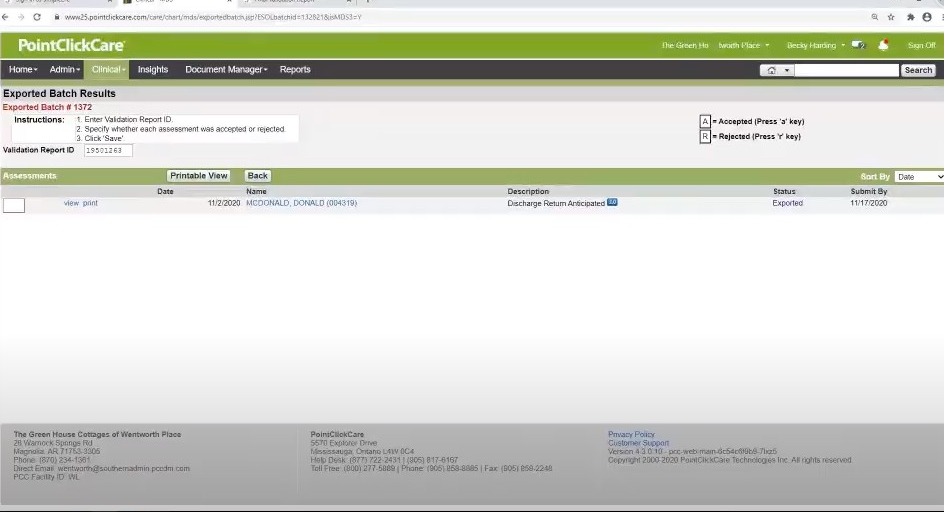 www25.pointclickcare.com/care/chart/mds/exportedbatch.jsp?ESOLbatchid=132821&isMDS3=Y
PointClickCare
The Green Ho tworth Place Becky Harding 2 Sign Off
Home Admin Clinical Insights Document Manager Reports Search
Exported Batch Results
Exported Batch # 1372
Instructions: 1. Enter Validation Report ID.
2. Specify whether each assessment was accepted or rejected.
3. Click 'Save'
A = Accepted (Press 'a' key)
R = Rejected (Press 'r' key)
Validation Report ID 19501263
Assessments Printable View Back Sort By Date
Date Name Description Status Submit By
view print 11/2/2020 MCDONALD, DONALD (004319) Discharge Return Anticipated 3.0 Exported 11/17/2020
The Green House Cottages of Wentworth Place
26 Warnock Springs Rd
Magnolia, AR 71753-3305
Phone: (870) 234-1361
Direct Email: wentworth@southernadmin.pccdm.com
PCC Facility ID: WL
PointClickCare
5570 Explorer Drive
Mississauga, Ontario L4W 0C4
Help Desk: (877) 722-2431 | (905) 817-6167
Toll Free: (800) 277-5889 | Phone: (905) 858-8885 | Fax: (905) 858-2248
Privacy Policy
Customer Support
Version 4.3.0.10
Copyright 2000-2020 PointClickCare Technologies Inc. All rights reserved.